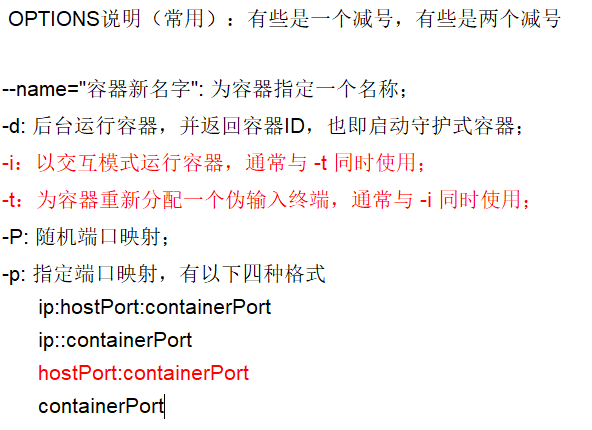 OPTIONS说明（常用）：有些是一个减号，有些是两个减号
--name="容器新名字": 为容器指定一个名称；
-d: 后台运行容器，并返回容器ID，也即启动守护式容器；
-i：以交互模式运行容器，通常与 -t 同时使用；
-t：为容器重新分配一个伪输入终端，通常与 -i 同时使用；
-P: 随机端口映射；
-p: 指定端口映射，有以下四种格式
ip:hostPort:containerPort
ip::containerPort
hostPort:containerPort
containerPort